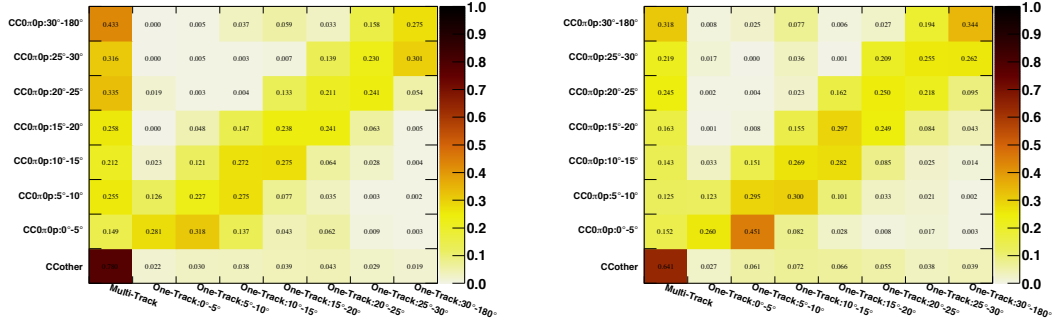 CC0π0p:30°-180° 0.433 0.000 0.005 0.037 0.059 0.033 0.158 0.275
CC0π0p:25°-30° 0.316 0.000 0.005 0.003 0.007 0.139 0.230 0.301
CC0π0p:20°-25° 0.335 0.019 0.003 0.004 0.133 0.211 0.241 0.054
CC0π0p:15°-20° 0.258 0.000 0.048 0.147 0.238 0.241 0.063 0.005
CC0π0p:10°-15° 0.212 0.023 0.121 0.272 0.275 0.064 0.028 0.004
CC0π0p:5°-10° 0.255 0.126 0.227 0.275 0.077 0.035 0.003 0.002
CC0π0p:0°-5° 0.149 0.281 0.318 0.137 0.043 0.062 0.009 0.003
CCother 0.022 0.030 0.038 0.039 0.043 0.029 0.019
Multi-Track
One-Track:0°-5°
One-Track:5°-10°
One-Track:10°-15°
One-Track:15°-20°
One-Track:20°-25°
One-Track:25°-30°
One-Track:30°-180°
1.0
0.9
0.8
0.7
0.6
0.5
0.4
0.3
0.2
0.1
0.0
CC0π0p:30°-180° 0.318 0.008 0.025 0.077 0.006 0.027 0.194 0.344
CC0π0p:25°-30° 0.219 0.017 0.000 0.036 0.001 0.209 0.255 0.262
CC0π0p:20°-25° 0.245 0.002 0.004 0.023 0.162 0.250 0.218 0.095
CC0π0p:15°-20° 0.163 0.001 0.008 0.155 0.297 0.249 0.084 0.043
CC0π0p:10°-15° 0.143 0.033 0.151 0.269 0.282 0.085 0.025 0.014
CC0π0p:5°-10° 0.125 0.123 0.295 0.300 0.101 0.033 0.021 0.002
CC0π0p:0°-5° 0.152 0.260 0.451 0.082 0.028 0.008 0.017 0.003
CCother 0.641 0.027 0.061 0.072 0.066 0.055 0.038 0.039
Multi-Track
One-Track:0°-5°
One-Track:5°-10°
One-Track:10°-15°
One-Track:15°-20°
One-Track:20°-25°
One-Track:25°-30°
One-Track:30°-180°
1.0
0.9
0.8
0.7
0.6
0.5
0.4
0.3
0.2
0.1
0.0